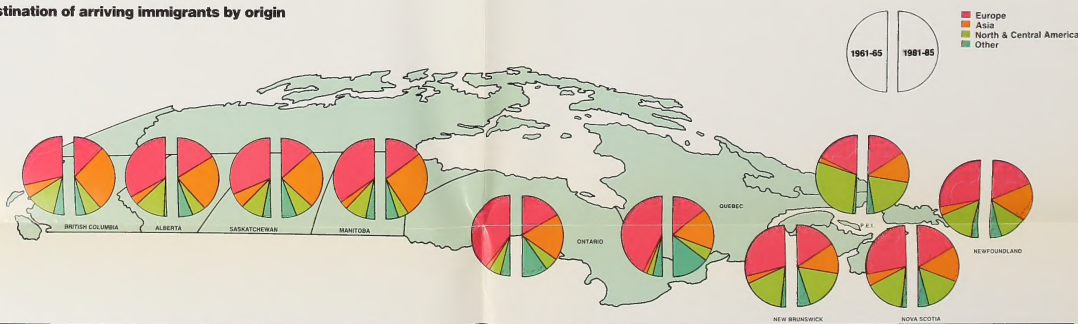 stination of arriving immigrants by origin
1961-65
1981-85
Europe
Asia
North & Central America
Other
BRITISH COLUMBIA
ALBERTA
SASKATCHEWAN
MANITOBA
ONTARIO
QUEBEC
P.E.I.
NEWFOUNDLAND
NEW BRUNSWICK
NOVA SCOTIA